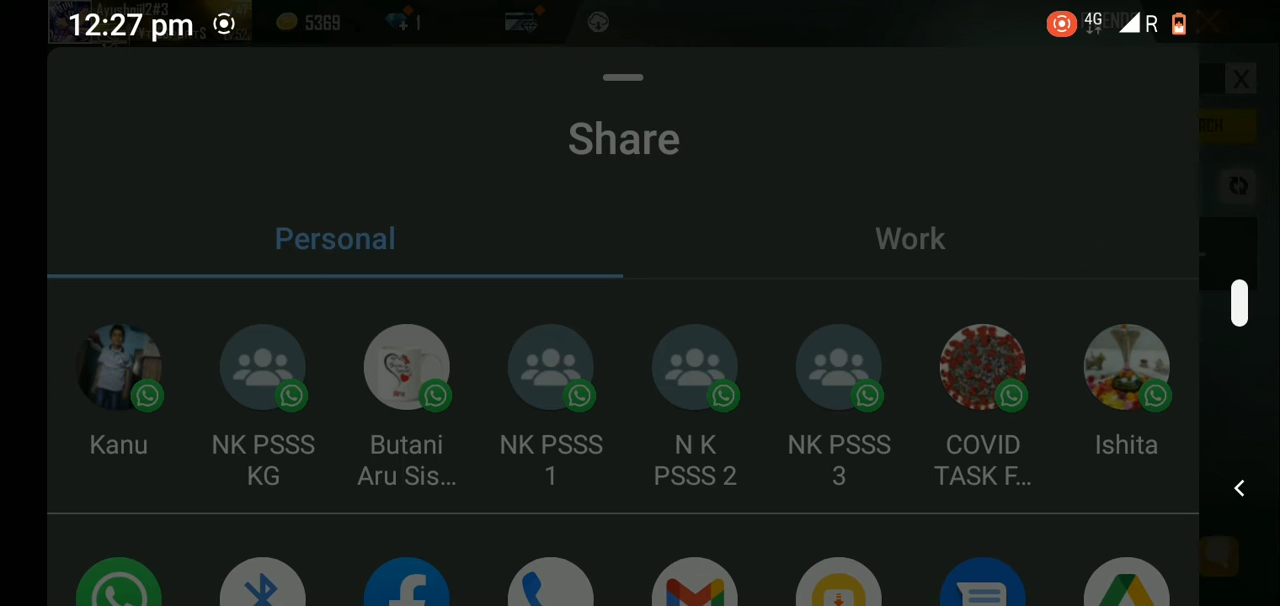 12:27 pm
5369
1
4G
R
X
Share
Personal
Work
Kanu
NK PSSS
KG
Butani
Aru Sis...
NK PSSS
1
N K
PSSS 2
NK PSSS
3
COVID
TASK F...
Ishita